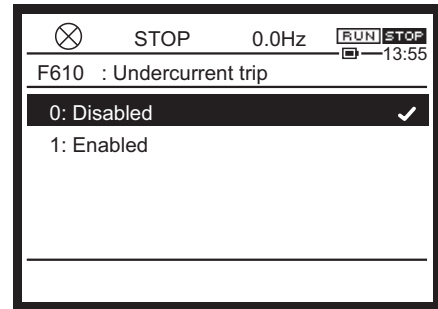 STOP 0.0Hz RUN STOP
13:55
F610 : Undercurrent trip
0: Disabled
1: Enabled